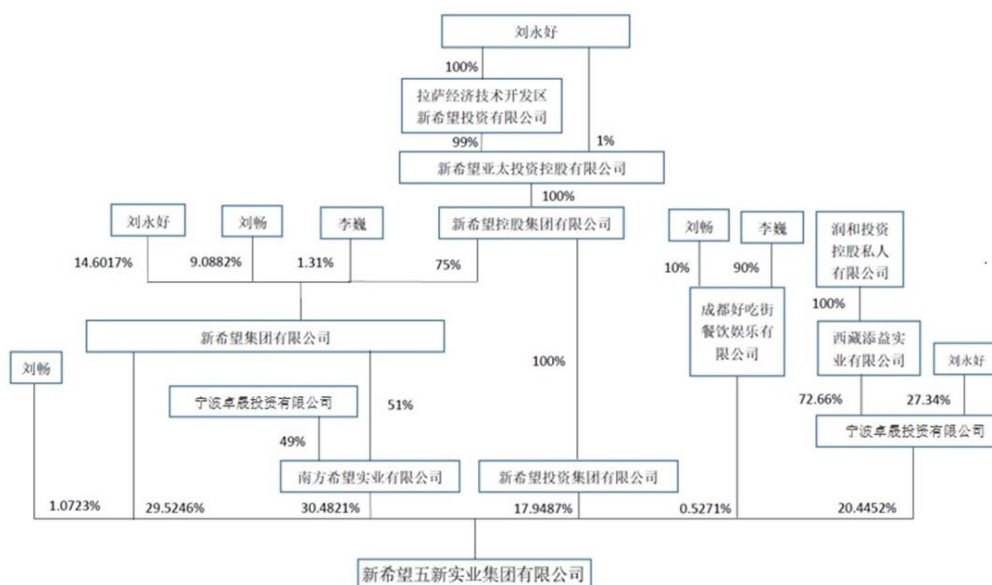 刘永好
100%
拉萨经济技术开发区
新希望投资有限公司
99%
1%
新希望亚太投资控股有限公司
100%
刘永好
刘畅
李巍
新希望控股集团有限公司
刘畅
李巍
润和投资
控股私人
有限公司
14.6017%
9.0882%
1.31%
75%
10%
90%
100%
成都好吃街
餐饮娱乐有
限公司
新希望集团有限公司
西藏添益实
业有限公司
刘畅
100%
刘永好
宁波卓晟投资有限公司
51%
72.66%
27.34%
49%
宁波卓晟投资有限公司
南方希望实业有限公司
新希望投资集团有限公司
1.0723%
29.5246%
30.4821%
17.9487%
0.5271%
20.4452%
新希望五新实业集团有限公司